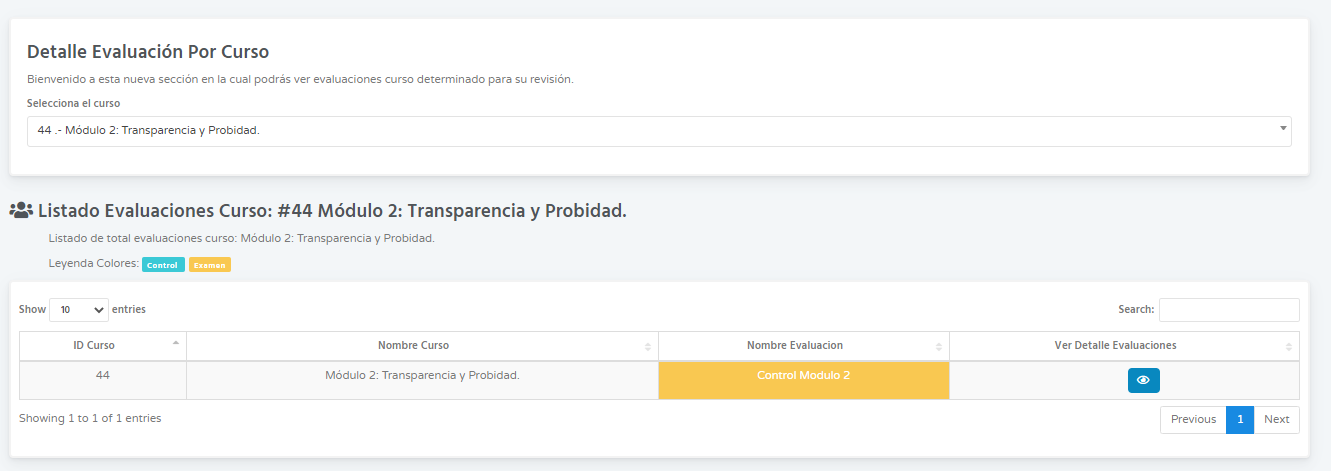 Detalle Evaluación Por Curso
Bienvenido a esta nueva sección en la cual podrás ver evaluaciones curso determinado para su revisión.
Selecciona el curso
44 .- Módulo 2: Transparencia y Probidad.
Listado Evaluaciones Curso: #44 Módulo 2: Transparencia y Probidad.
Listado de total evaluaciones curso: Módulo 2: Transparencia y Probidad.
Leyenda Colores: Control Examen
Show 10 entries Search:
ID Curso Nombre Curso Nombre Evaluacion Ver Detalle Evaluaciones
44 Módulo 2: Transparencia y Probidad. Control Modulo 2
Showing 1 to 1 of 1 entries Previous 1 Next